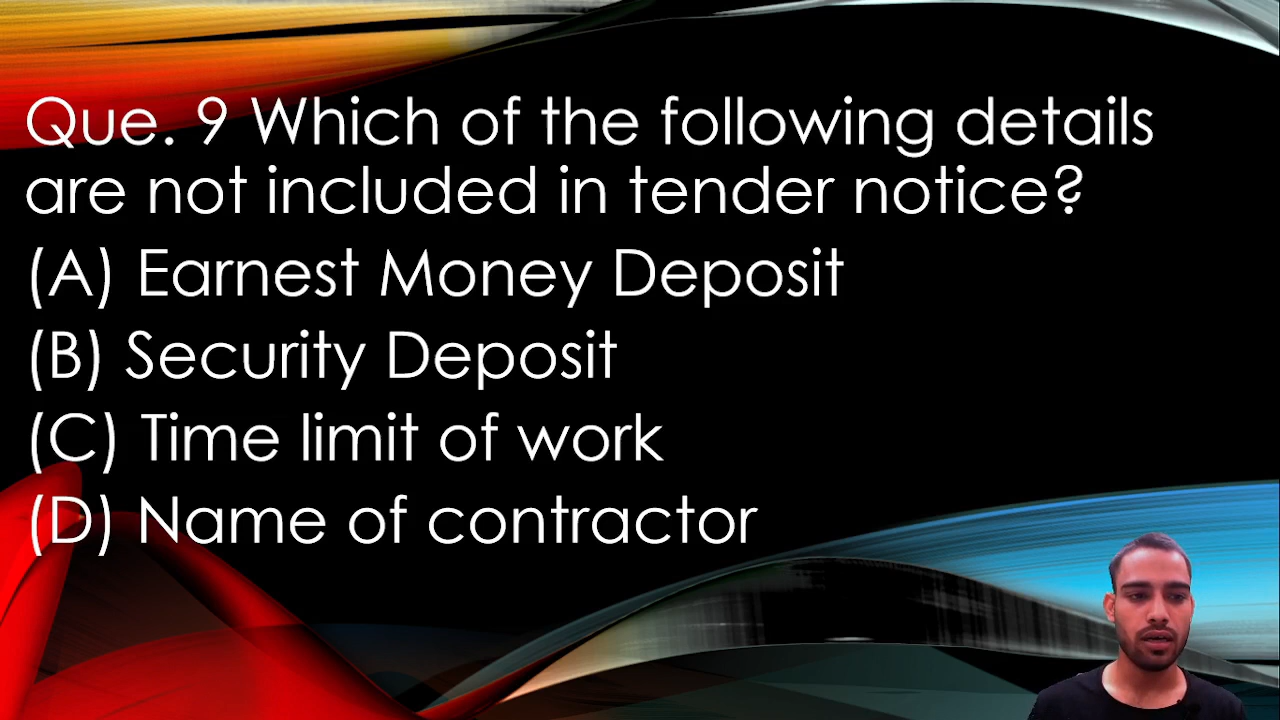 Que. 9 Which of the following details
are not included in tender notice?
(A) Earnest Money Deposit
(B) Security Deposit
(C) Time limit of work
(D) Name of contractor